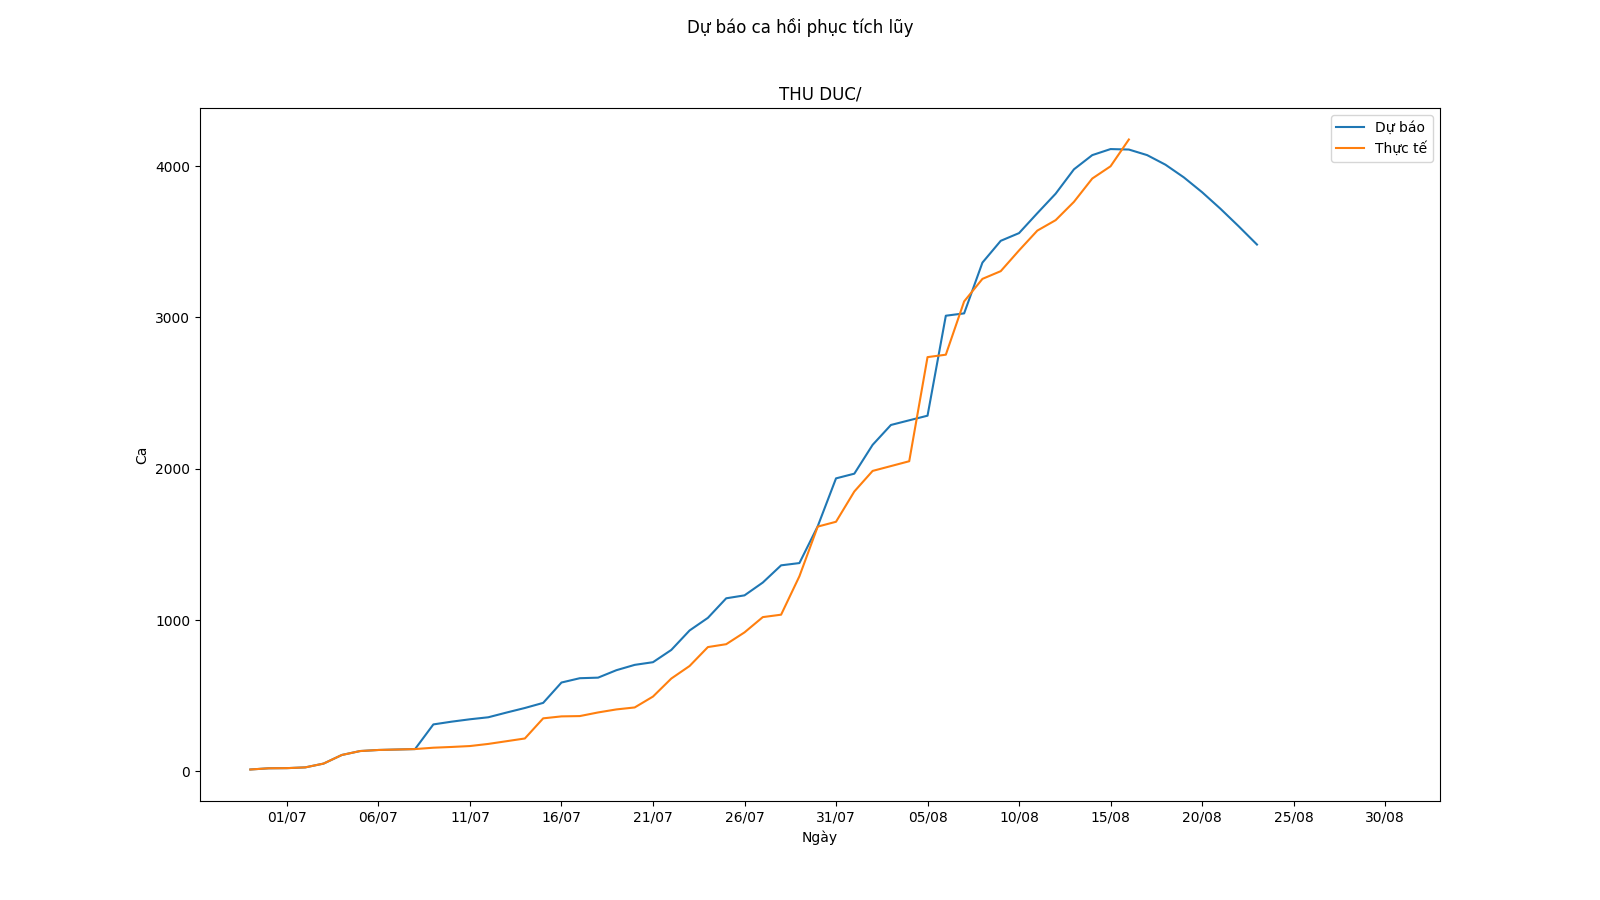 Dự báo ca hồi phục tích lũy
THU DUC/
Dự báo
Thực tế
4000
3000
2000
1000
0
Ca
01/07 06/07 11/07 16/07 21/07 26/07 31/07 05/08 10/08 15/08 20/08 25/08 30/08
Ngày